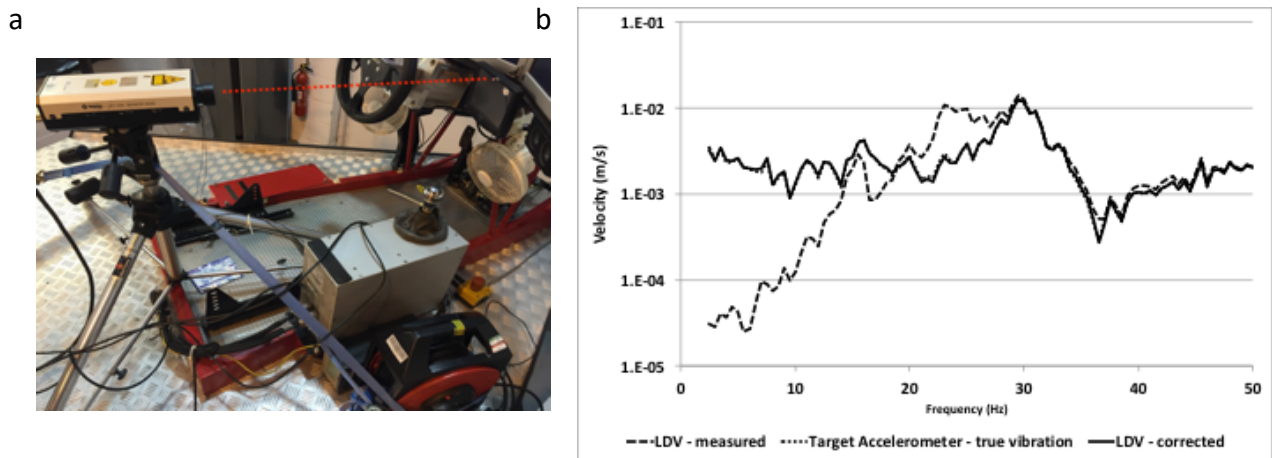 a
b
1.E-01
1.E-02
1.E-03
1.E-04
1.E-05
Velocity (m/s)
0 10 20 30 40 50
Frequency (Hz)
LDV - measured Target Accelerometer - true vibration LDV - corrected